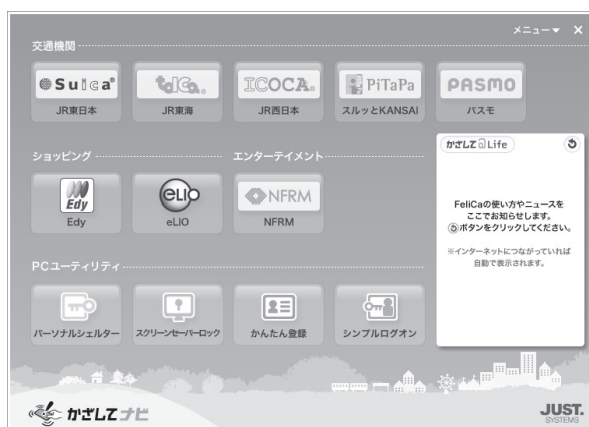 メニュー▼ ×
交通機関
Suica
JR東日本
TOICA
JR東海
ICOCA
JR西日本
PiTaPa
スルッとKANSAI
PASMO
パスモ
ショッピング
Edy
Edy
eLIO
eLIO
エンターテイメント
NFRM
NFRM
かざしてLife
FeliCaの使い方やニュースを
ここでお知らせします。
ボタンをクリックしてください。
※インターネットにつながっていれば
自動で表示されます。
PCユーティリティ
パーソナルシェルター
スクリーンセーバーロック
かんたん登録
シンプルログオン
かざしてナビ
JUST.
SYSTEMS